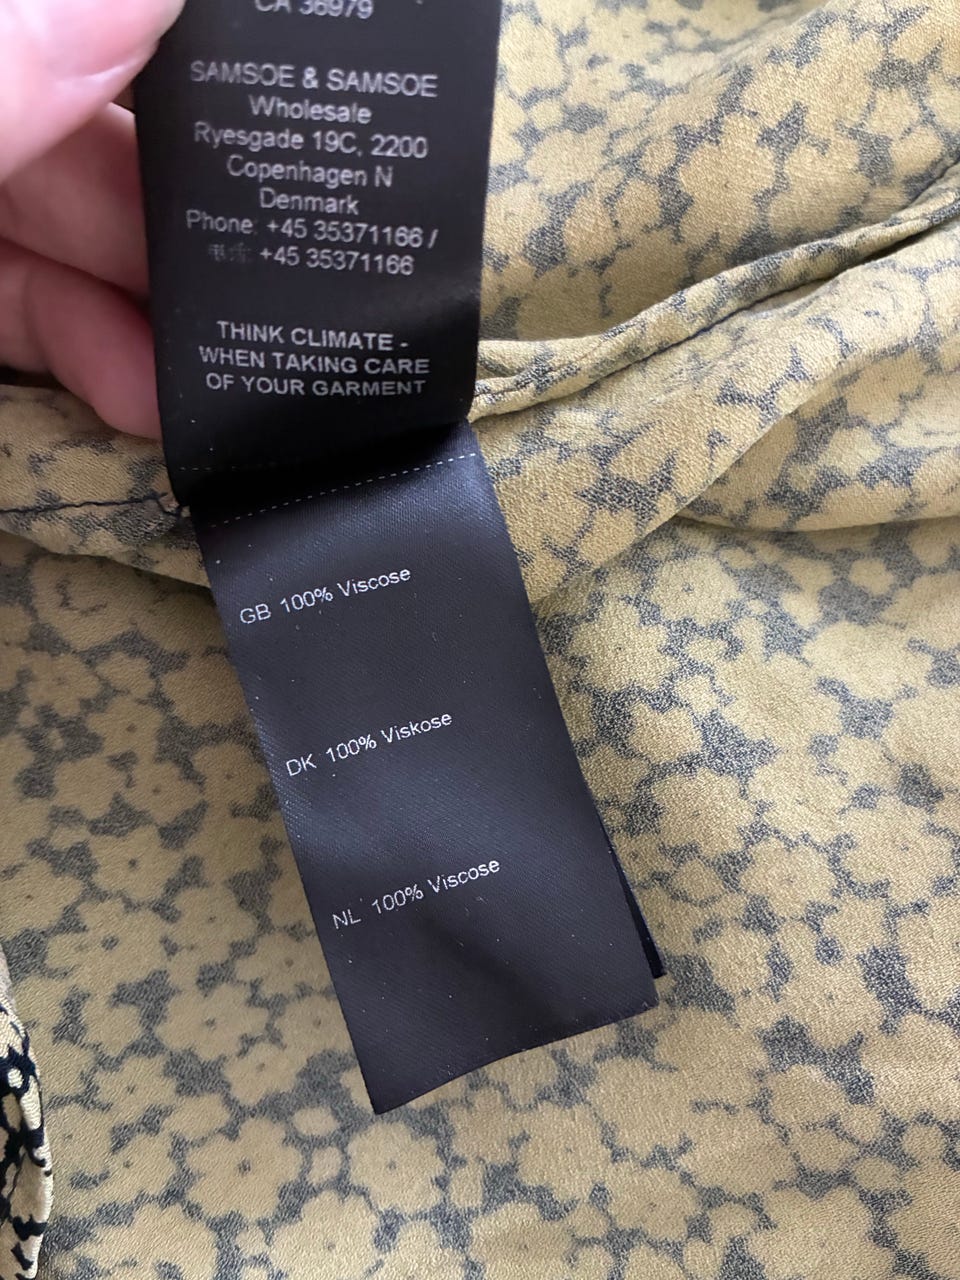 CA 36979
SAMSOE & SAMSOE
Wholesale
Ryesgade 19C, 2200
Copenhagen N
Denmark
Phone: +45 35371166 /
+45 35371166
THINK CLIMATE -
WHEN TAKING CARE
OF YOUR GARMENT
GB 100% Viscose
DK 100% Viskose
NL 100% Viscose